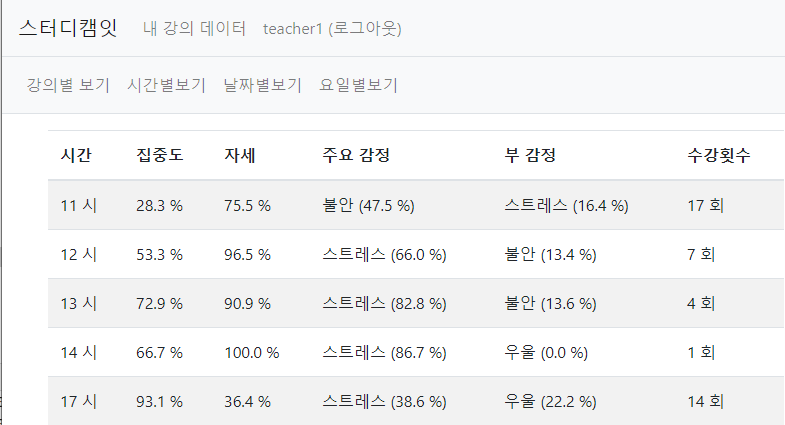 스터디캠잇 내 강의 데이터 teacher1 (로그아웃)
강의별 보기 시간별보기 날짜별보기 요일별보기
시간 집중도 자세 주요 감정 부 감정 수강횟수
11 시 28.3 % 75.5 % 불안 (47.5 %) 스트레스 (16.4 %) 17 회
12 시 53.3 % 96.5 % 스트레스 (66.0 %) 불안 (13.4 %) 7 회
13 시 72.9 % 90.9 % 스트레스 (82.8 %) 불안 (13.6 %) 4 회
14 시 66.7 % 100.0 % 스트레스 (86.7 %) 우울 (0.0 %) 1 회
17 시 93.1 % 36.4 % 스트레스 (38.6 %) 우울 (22.2 %) 14 회